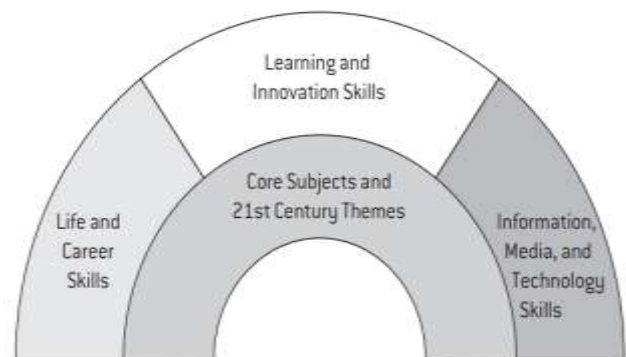 Learning and
Innovation Skills
Core Subjects and
21st Century Themes
Life and
Career
Skills
Information,
Media, and
Technology
Skills